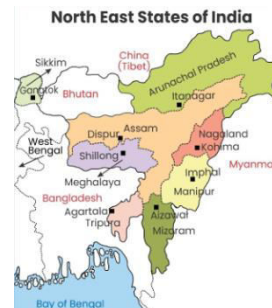 North East States of India
Sikkim
China
(Tibet)
Arunachal Pradesh
Gangtok
Bhutan
Itanagar
Assam
Dispur
Nagaland
West
Bengal
Shillong
Kohima
Myanmar
Meghalaya
Imphal
Bangladesh
Manipur
Agartala
Aizawal
Tripura
Mizoram
Bay of Bengal